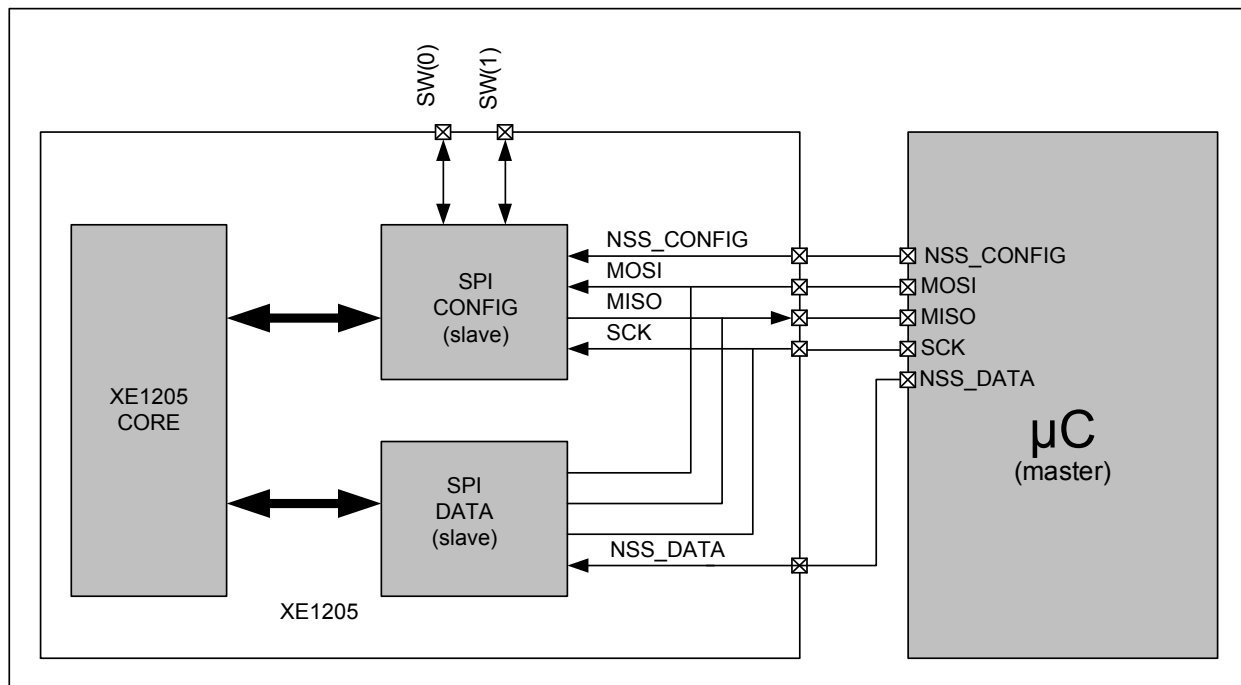 SW(0)
SW(1)
NSS_CONFIG
MOSI
MISO
SCK
SPI
CONFIG
(slave)
XE1205
CORE
SPI
DATA
(slave)
NSS_DATA
XE1205
NSS_CONFIG
MOSI
MISO
SCK
NSS_DATA
µC
(master)